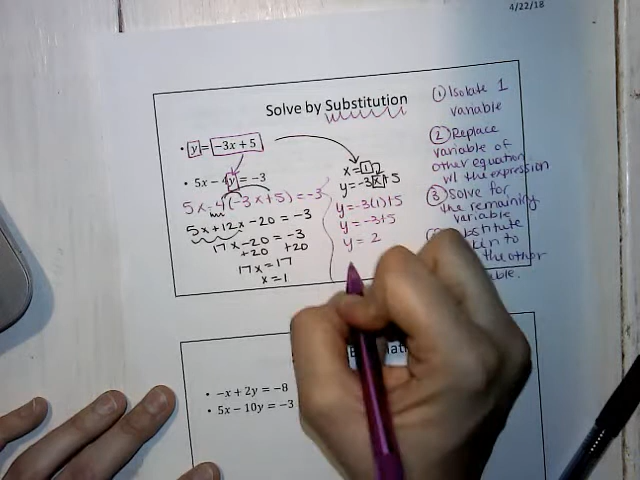 4/22/18
Solve by Substitution
• y = -3x + 5
• 5x - 4y = -3
5x-4(-3x+5) = -3
5x+12x-20 = -3
17x-20 = -3
+20 +20
17x = 17
x = 1
x = 1
y = -3x+5
y = -3(1)+5
y = -3+5
y = 2
① Isolate 1
variable
② Replace
variable of
other equation
w/ the expression
③ Solve for
the remaining
variable
the other
• -x + 2y = -8
• 5x - 10y = -3